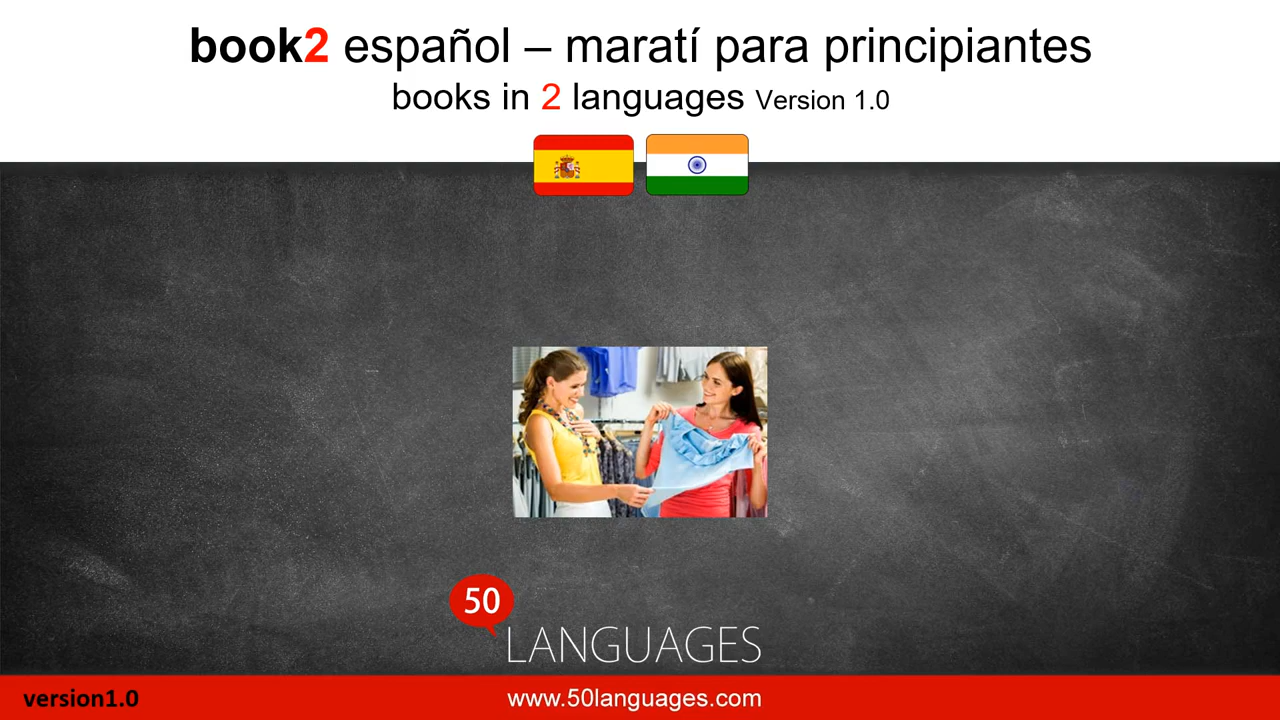 book2 español – maratí para principiantes
books in 2 languages Version 1.0
50
LANGUAGES
version1.0
www.50languages.com